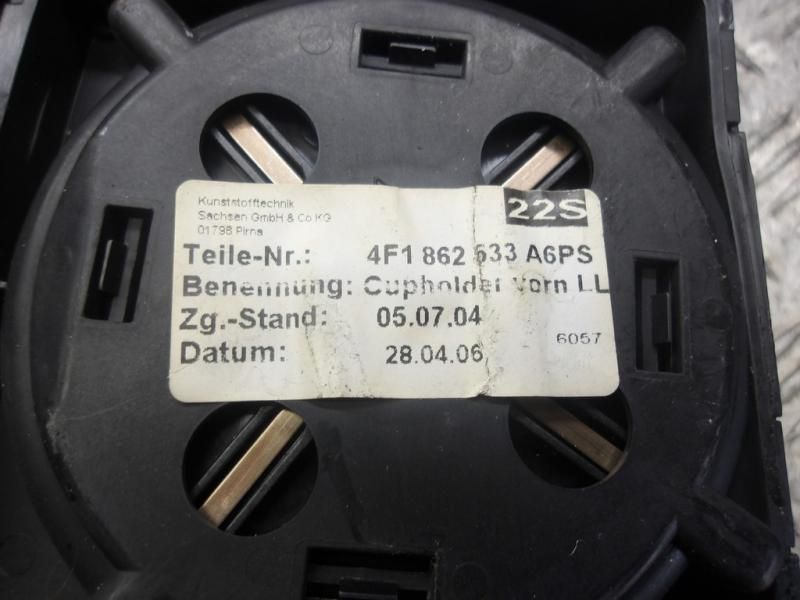 Kunststofftechnik
Sachsen GmbH & Co KG
01796 Pirna
22S
Teile-Nr.: 4F1 862 533 A6PS
Benennung: Cupholder vorn LL
Zg.-Stand: 05.07.04
Datum: 28.04.06
6057